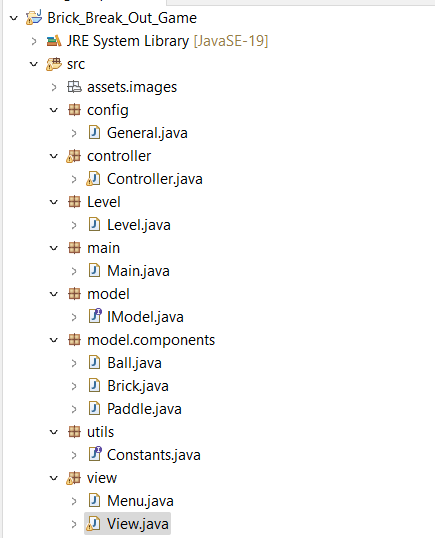 Brick_Break_Out_Game
JRE System Library [JavaSE-19]
src
assets.images
config
General.java
controller
Controller.java
Level
Level.java
main
Main.java
model
IModel.java
model.components
Ball.java
Brick.java
Paddle.java
utils
Constants.java
view
Menu.java
View.java